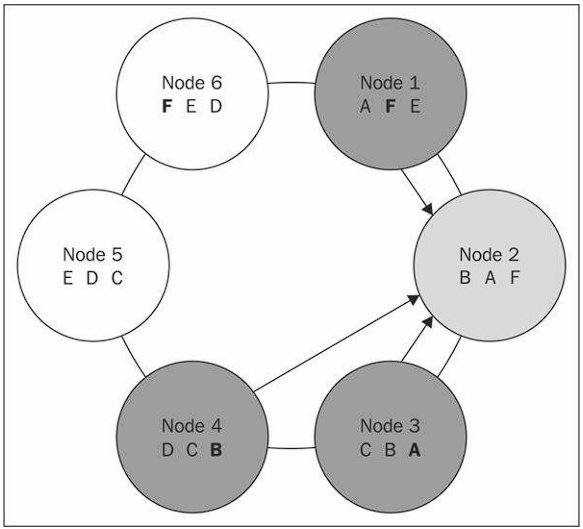 Node 6
F E D
Node 1
A F E
Node 5
E D C
Node 2
B A F
Node 4
D C B
Node 3
C B A